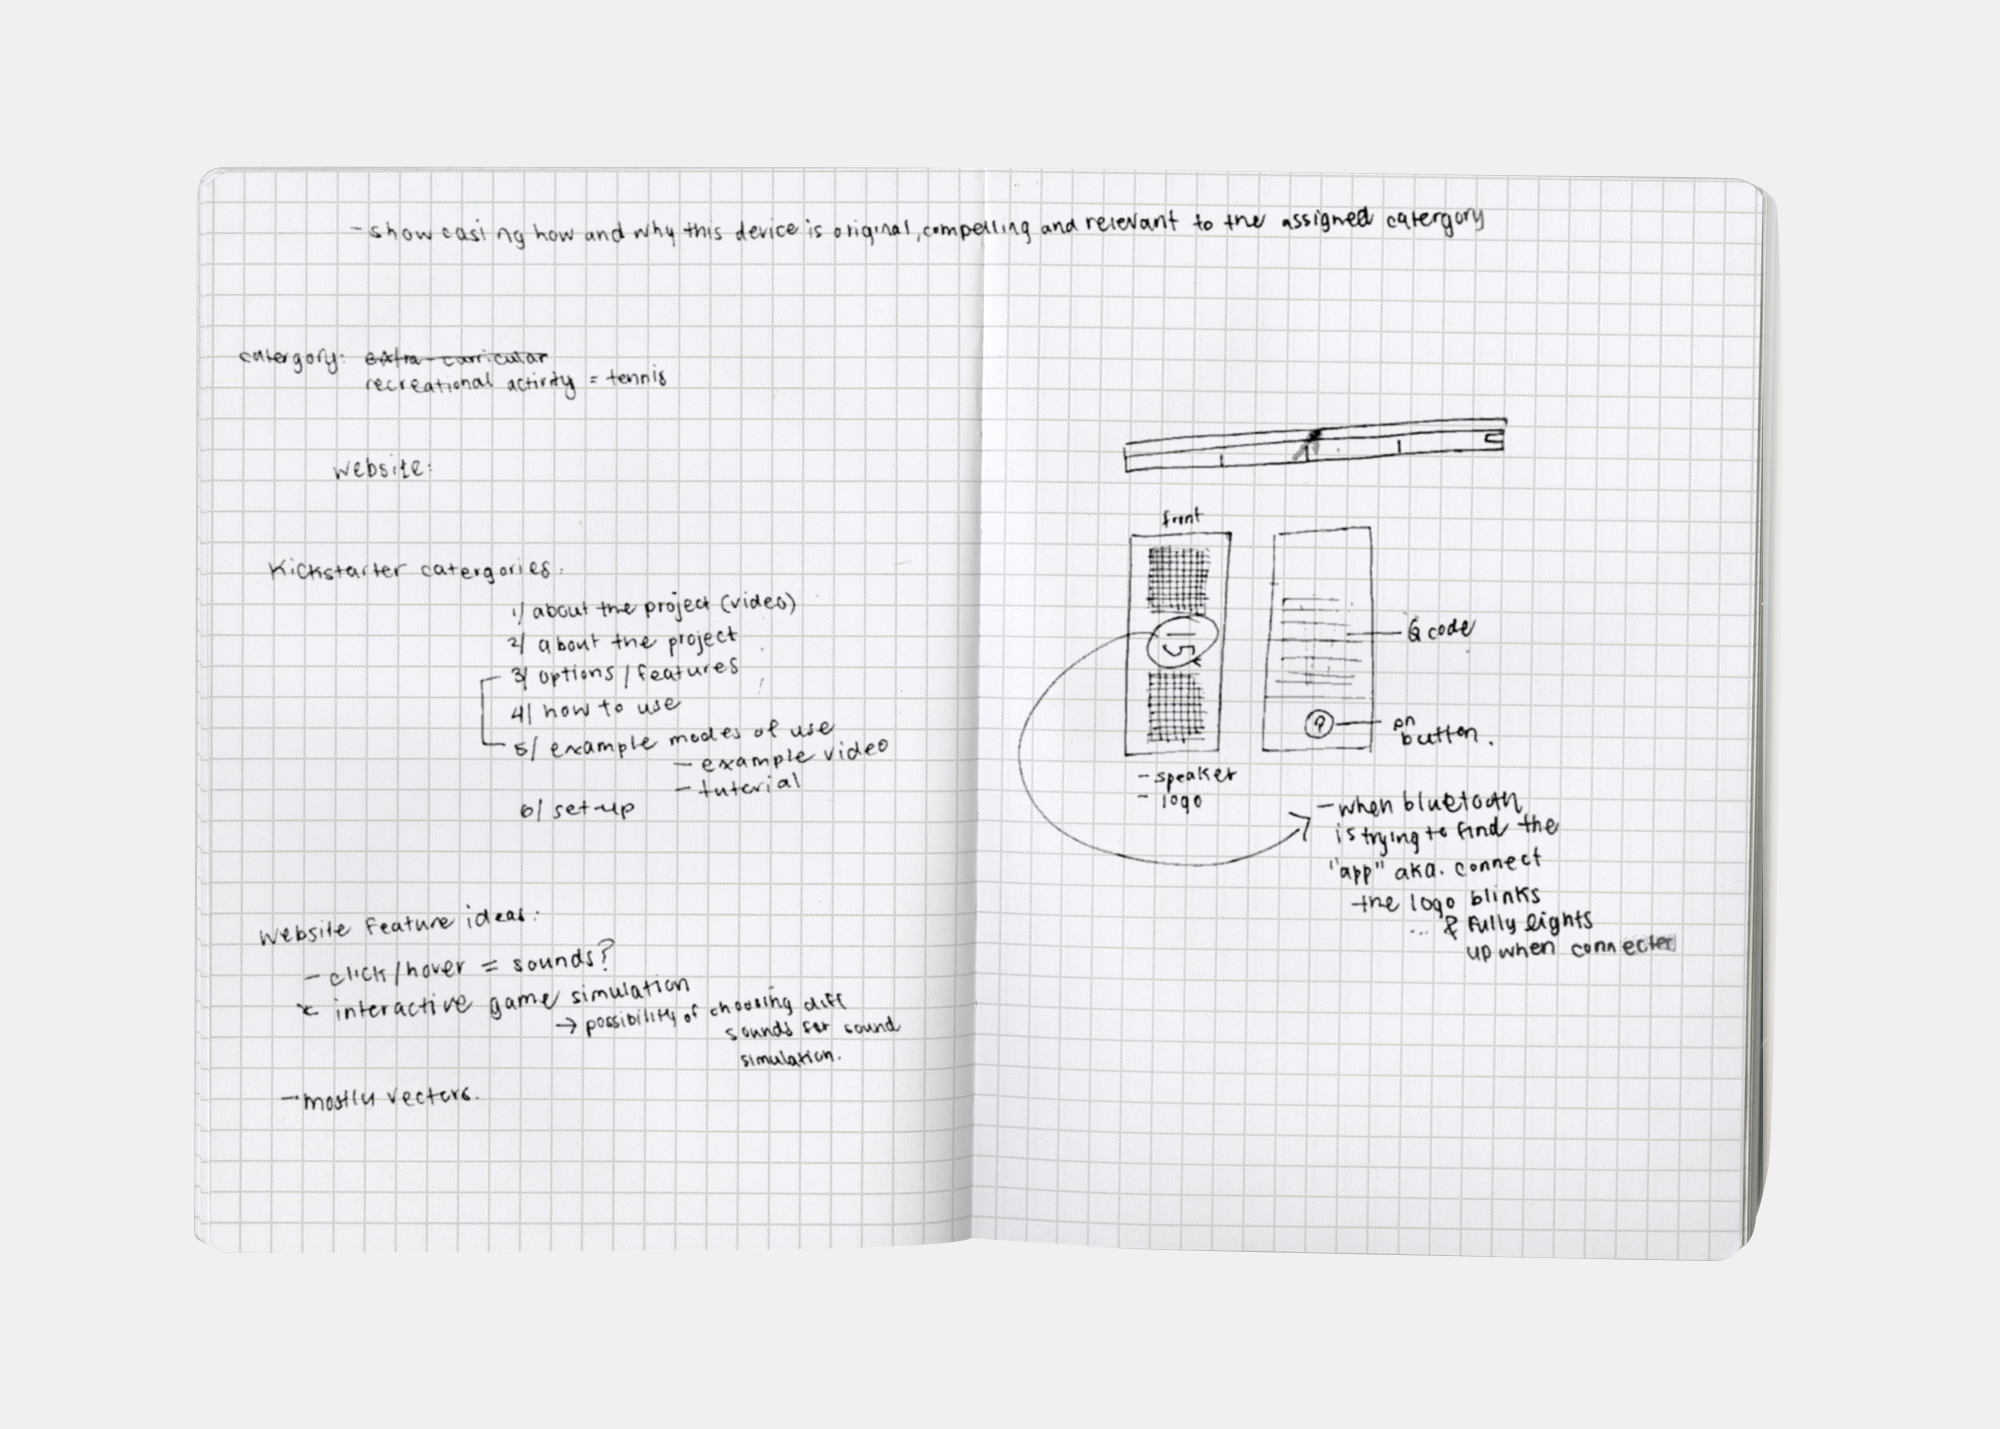 - showcasing how and why this device is original, compelling and relevant to the assigned catergory
catergory: extra-curricular
recreational activity = tennis
website:
Kickstarter catergories:
1/ about the project (video)
2/ about the project
3/ options / features
4/ how to use
5/ example modes of use
- example video
- tutorial
6/ set-up
Website feature ideas:
- click/hover = sounds?
* interactive game simulation
→ possibility of choosing diff
sounds for sound
simulation.
- mostly vectors.
front
15
- speaker
- logo
Q code
on
button.
- when bluetooth
is trying to find the
"app" aka. connect
the logo blinks
... & fully lights
up when connected